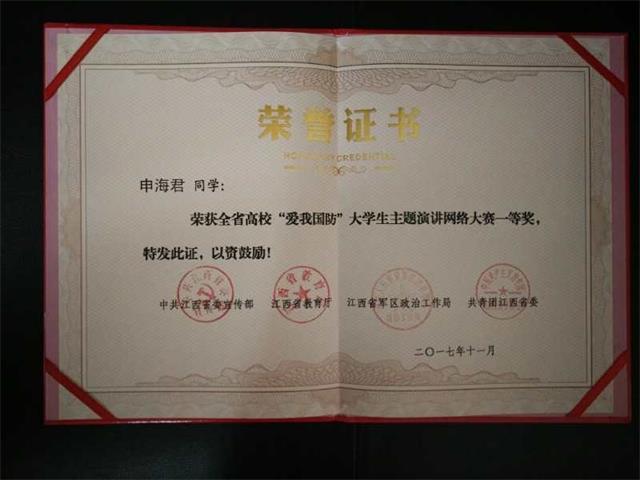 荣誉证书
HONORARY CREDENTIAL
申海君 同学：
荣获全省高校“爱我国防”大学生主题演讲网络大赛一等奖，
特发此证，以资鼓励！
中共江西省委宣传部 江西省教育厅 江西省军区政治工作局 共青团江西省委
二〇一七年十一月